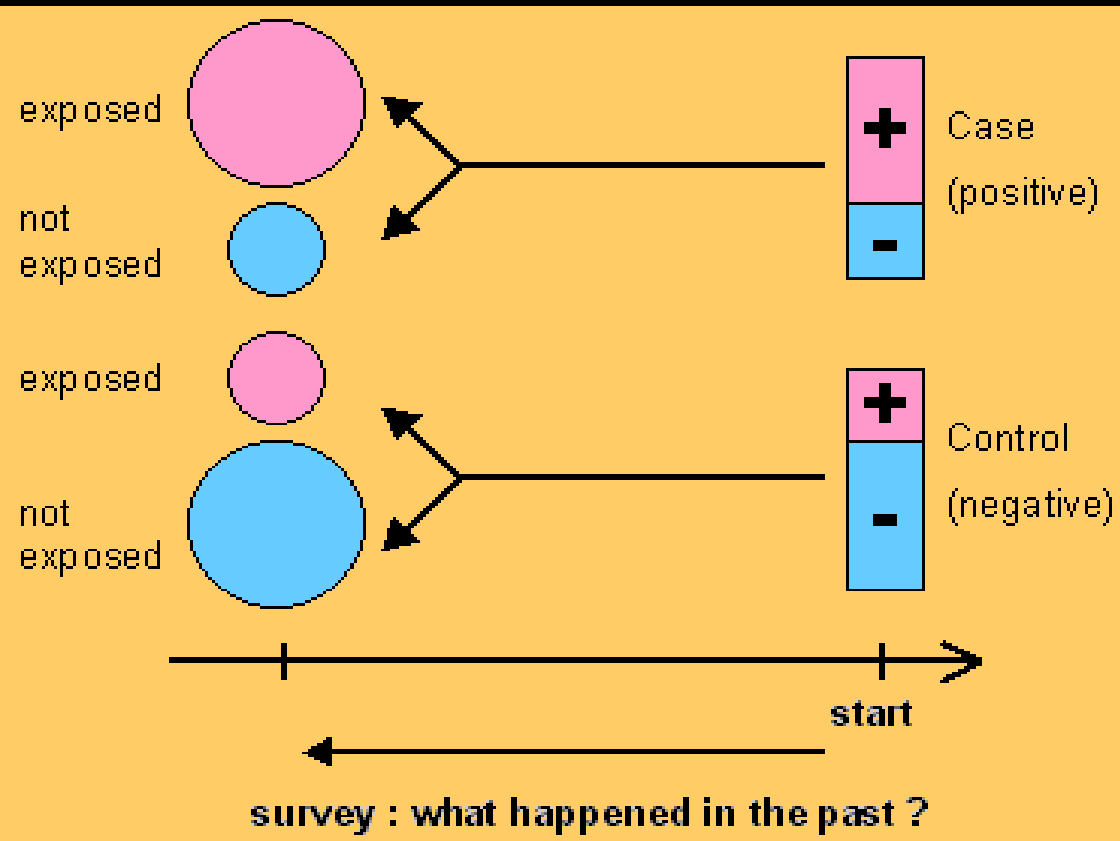 exposed
not
exposed
+
Case
(positive)
-
exposed
not
exposed
+
Control
(negative)
-
start
survey : what happened in the past ?